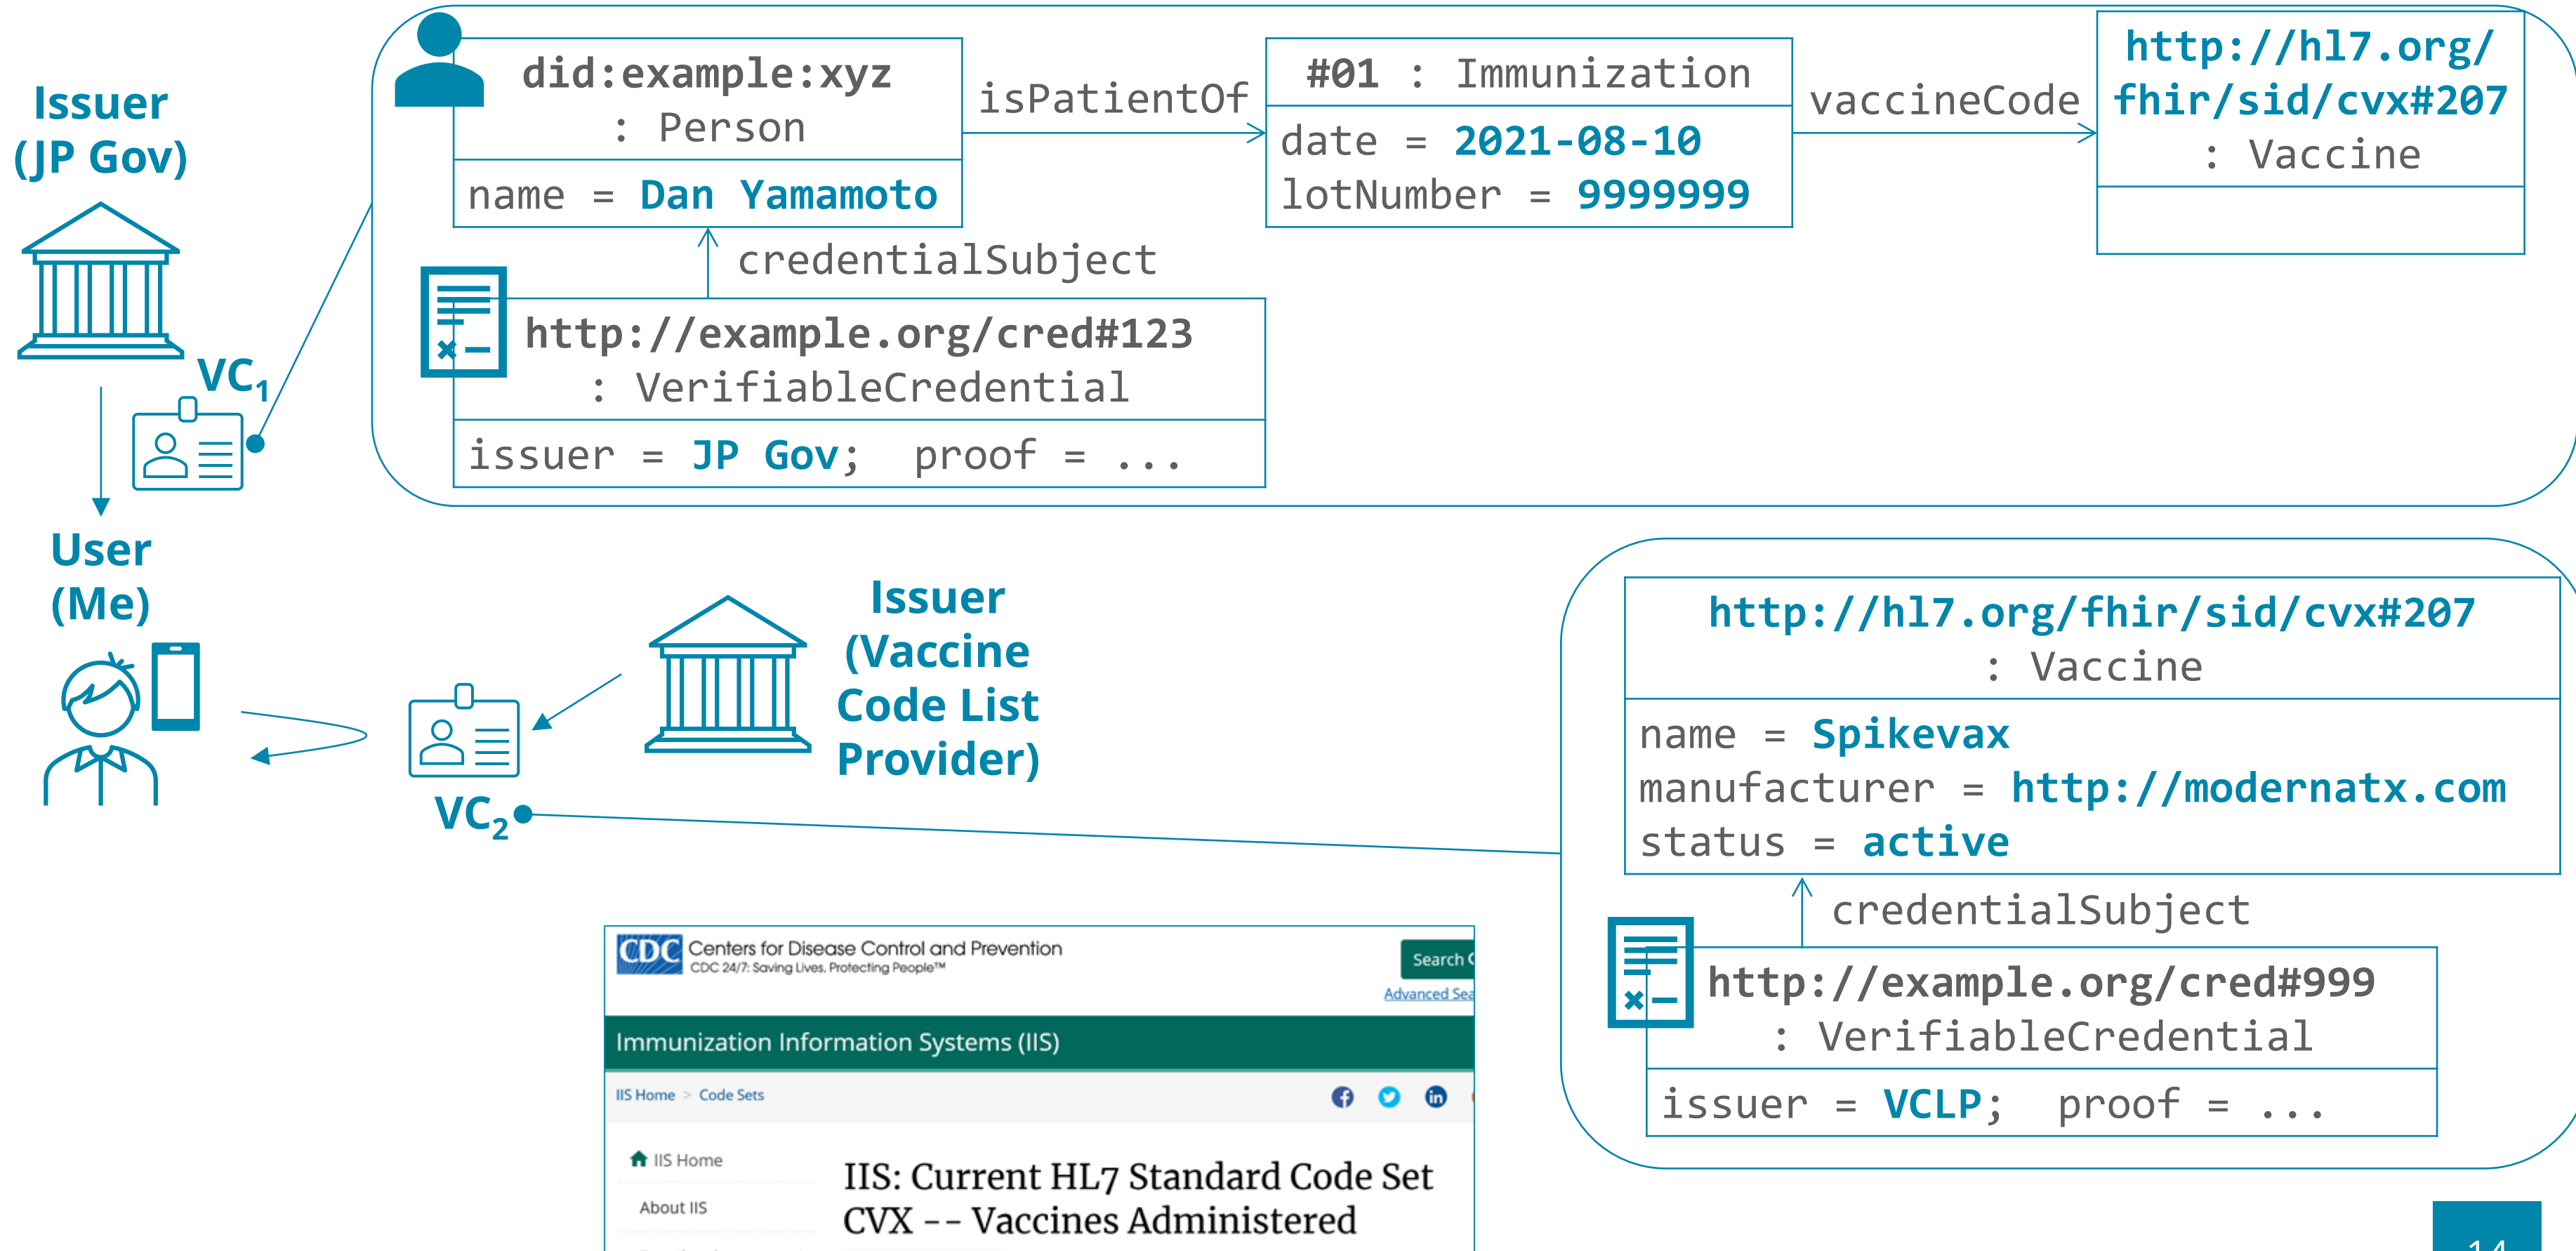 Issuer
(JP Gov)
VC1
User
(Me)
did:example:xyz
: Person
name = Dan Yamamoto
isPatientOf
#01 : Immunization
date = 2021-08-10
lotNumber = 9999999
vaccineCode
http://hl7.org/
fhir/sid/cvx#207
: Vaccine
credentialSubject
http://example.org/cred#123
: VerifiableCredential
issuer = JP Gov; proof = ...
Issuer
(Vaccine
Code List
Provider)
VC2
http://hl7.org/fhir/sid/cvx#207
: Vaccine
name = Spikevax
manufacturer = http://modernatx.com
status = active
credentialSubject
http://example.org/cred#999
: VerifiableCredential
issuer = VCLP; proof = ...
CDC
Centers for Disease Control and Prevention
CDC 24/7: Saving Lives, Protecting People™
Search
Advanced Sea
Immunization Information Systems (IIS)
IIS Home > Code Sets
IIS Home
About IIS
IIS: Current HL7 Standard Code Set
CVX -- Vaccines Administered
14